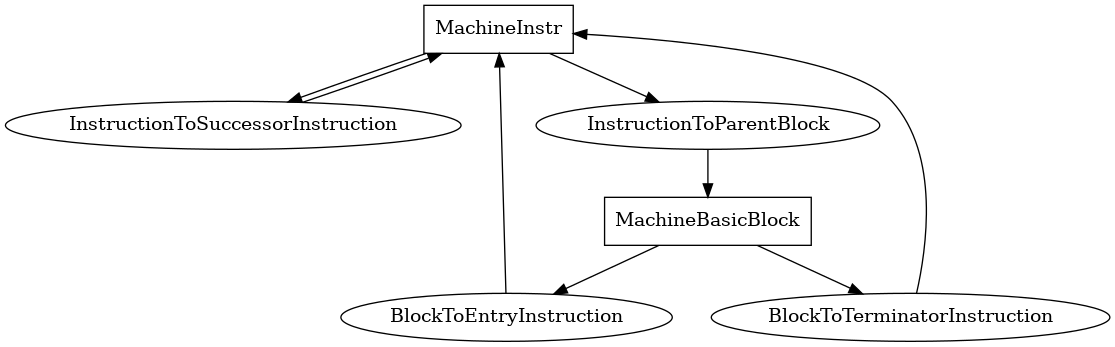 MachineInstr
InstructionToSuccessorInstruction
InstructionToParentBlock
MachineBasicBlock
BlockToEntryInstruction
BlockToTerminatorInstruction